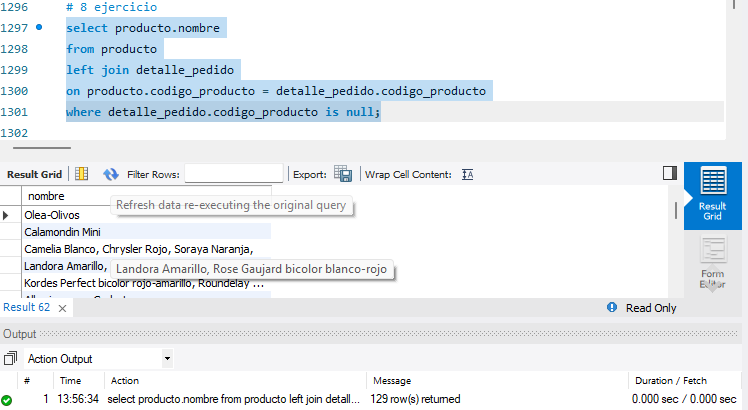 1296 # 8 ejercicio
1297 select producto.nombre
1298 from producto
1299 left join detalle_pedido
1300 on producto.codigo_producto = detalle_pedido.codigo_producto
1301 where detalle_pedido.codigo_producto is null;
1302
Result Grid Filter Rows: Export: Wrap Cell Content:
nombre
Refresh data re-executing the original query
Olea-Olivos
Calamondin Mini
Camelia Blanco, Chrysler Rojo, Soraya Naranja,
Landora Amarillo,
Landora Amarillo, Rose Gaujard bicolor blanco-rojo
Kordes Perfect bicolor rojo-amarillo, Roundelay ...
Result Grid
Form Editor
Result 62
Read Only
Output
Action Output
# Time Action Message Duration / Fetch
1 13:56:34 select producto.nombre from producto left join detall... 129 row(s) returned 0.000 sec / 0.000 sec